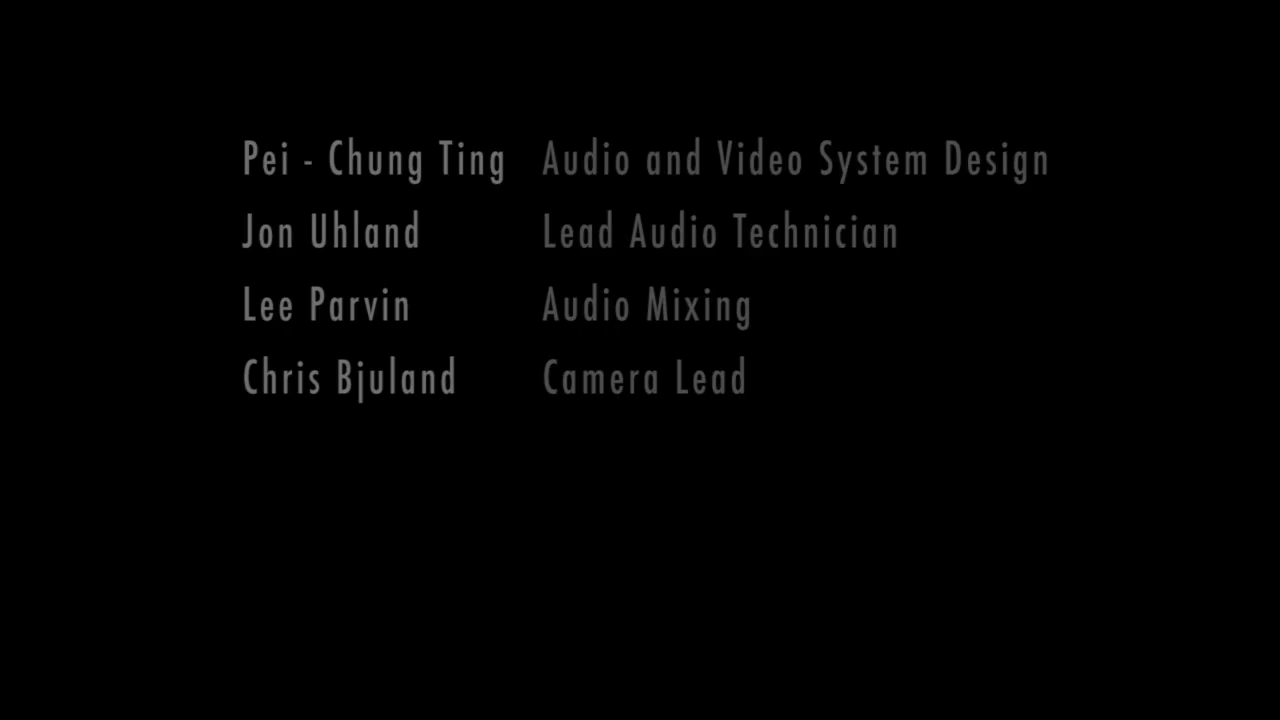 Pei - Chung Ting Audio and Video System Design
Jon Uhland Lead Audio Technician
Lee Parvin Audio Mixing
Chris Bjuland Camera Lead